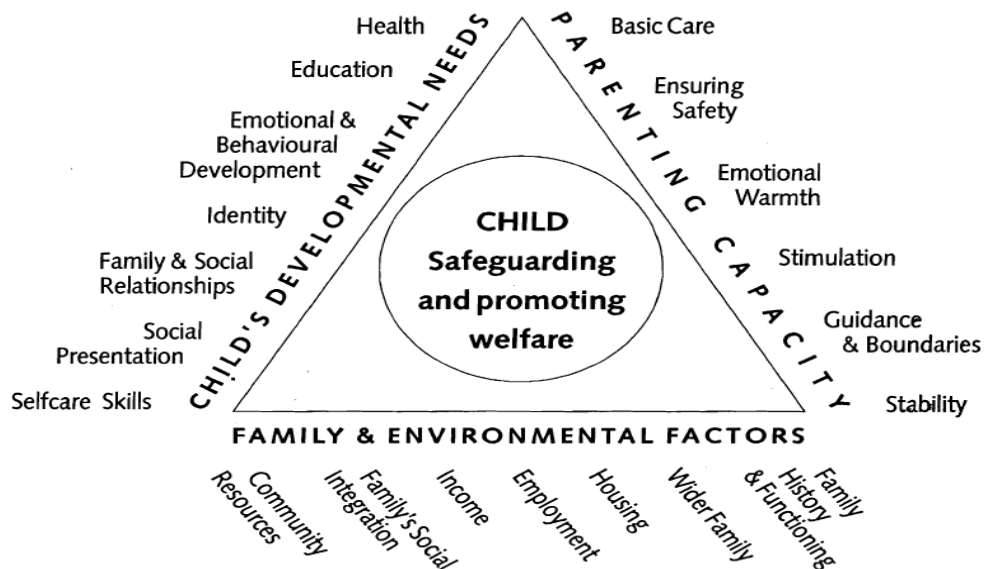 Health
Education
Emotional &
Behavioural
Development
Identity
Family & Social
Relationships
Social
Presentation
Selfcare Skills
CHILD'S DEVELOPMENTAL NEEDS
CHILD
Safeguarding
and promoting
welfare
PARENTING CAPACITY
Basic Care
Ensuring
Safety
Emotional
Warmth
Stimulation
Guidance
& Boundaries
Stability
FAMILY & ENVIRONMENTAL FACTORS
Community
Resources
Family's Social
Integration
Income
Employment
Housing
Wider Family
Family
History
& Functioning